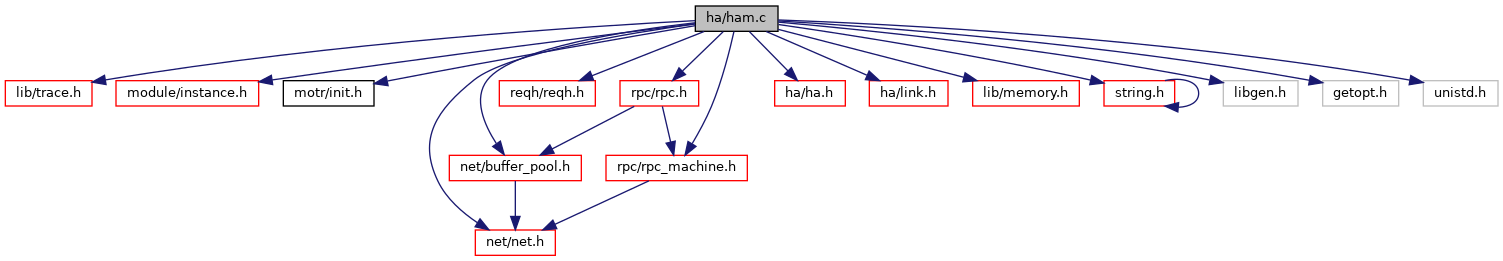 ha/ham.c
lib/trace.h
module/instance.h
motr/init.h
reqh/reqh.h
rpc/rpc.h
ha/ha.h
ha/link.h
lib/memory.h
string.h
libgen.h
getopt.h
unistd.h
net/buffer_pool.h
rpc/rpc_machine.h
net/net.h